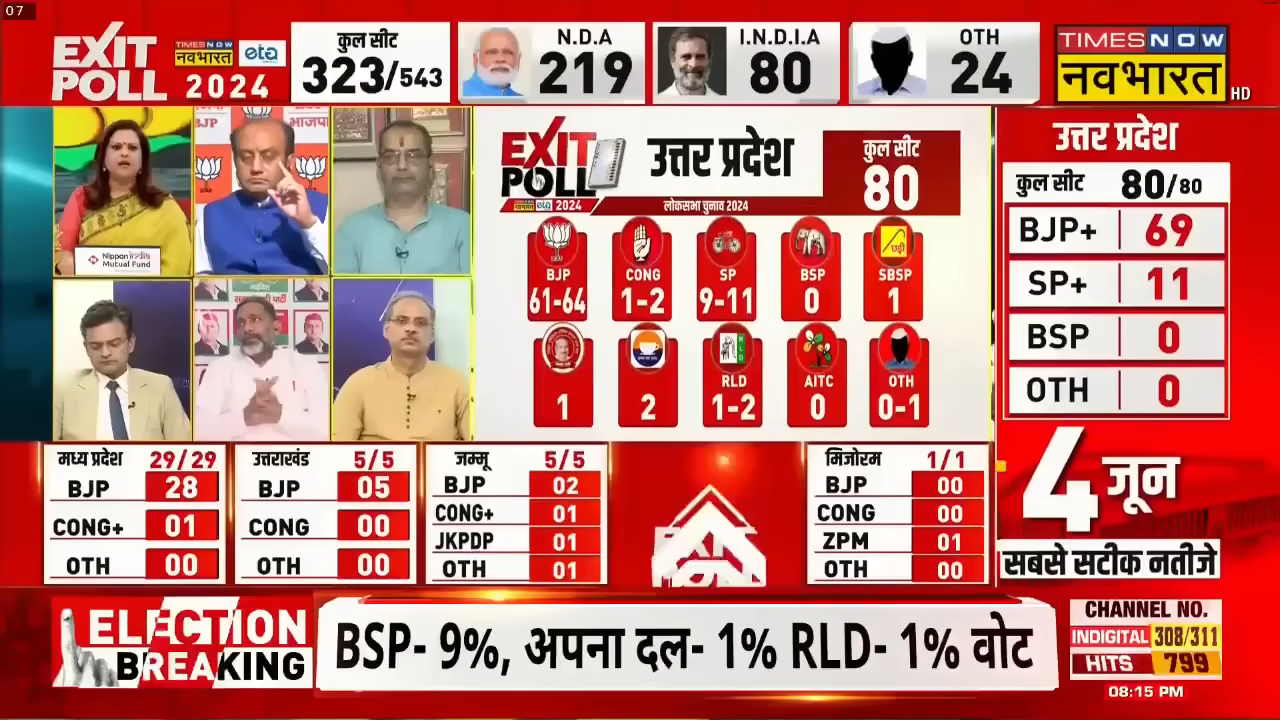 07
EXIT
POLL
TIMES NOW
नवभारत
eta
2024
कुल सीट
323/543
N.D.A
219
I.N.D.I.A
80
OTH
24
TIMES NOW
नवभारत
HD
BJP
भाजपा
Nippon india
Mutual Fund
EXIT
POLL
नवभारत eta 2024
उत्तर प्रदेश
लोकसभा चुनाव 2024
कुल सीट
80
BJP
61-64
CONG
1-2
SP
9-11
BSP
0
छड़ी
SBSP
1
1
2
RLD
RLD
1-2
AITC
0
OTH
0-1
उत्तर प्रदेश
कुल सीट 80/80
BJP+ 69
SP+ 11
BSP 0
OTH 0
4 जून
सबसे सटीक नतीजे
मध्य प्रदेश 29/29
BJP 28
CONG+ 01
OTH 00
उत्तराखंड 5/5
BJP 05
CONG 00
OTH 00
जम्मू 5/5
BJP 02
CONG+ 01
JKPDP 01
OTH 01
मिजोरम 1/1
BJP 00
CONG 00
ZPM 01
OTH 00
ELECTION
BREAKING
BSP- 9%, अपना दल- 1% RLD- 1% वोट
CHANNEL NO.
INDIGITAL 308/311
HITS 799
08:15 PM